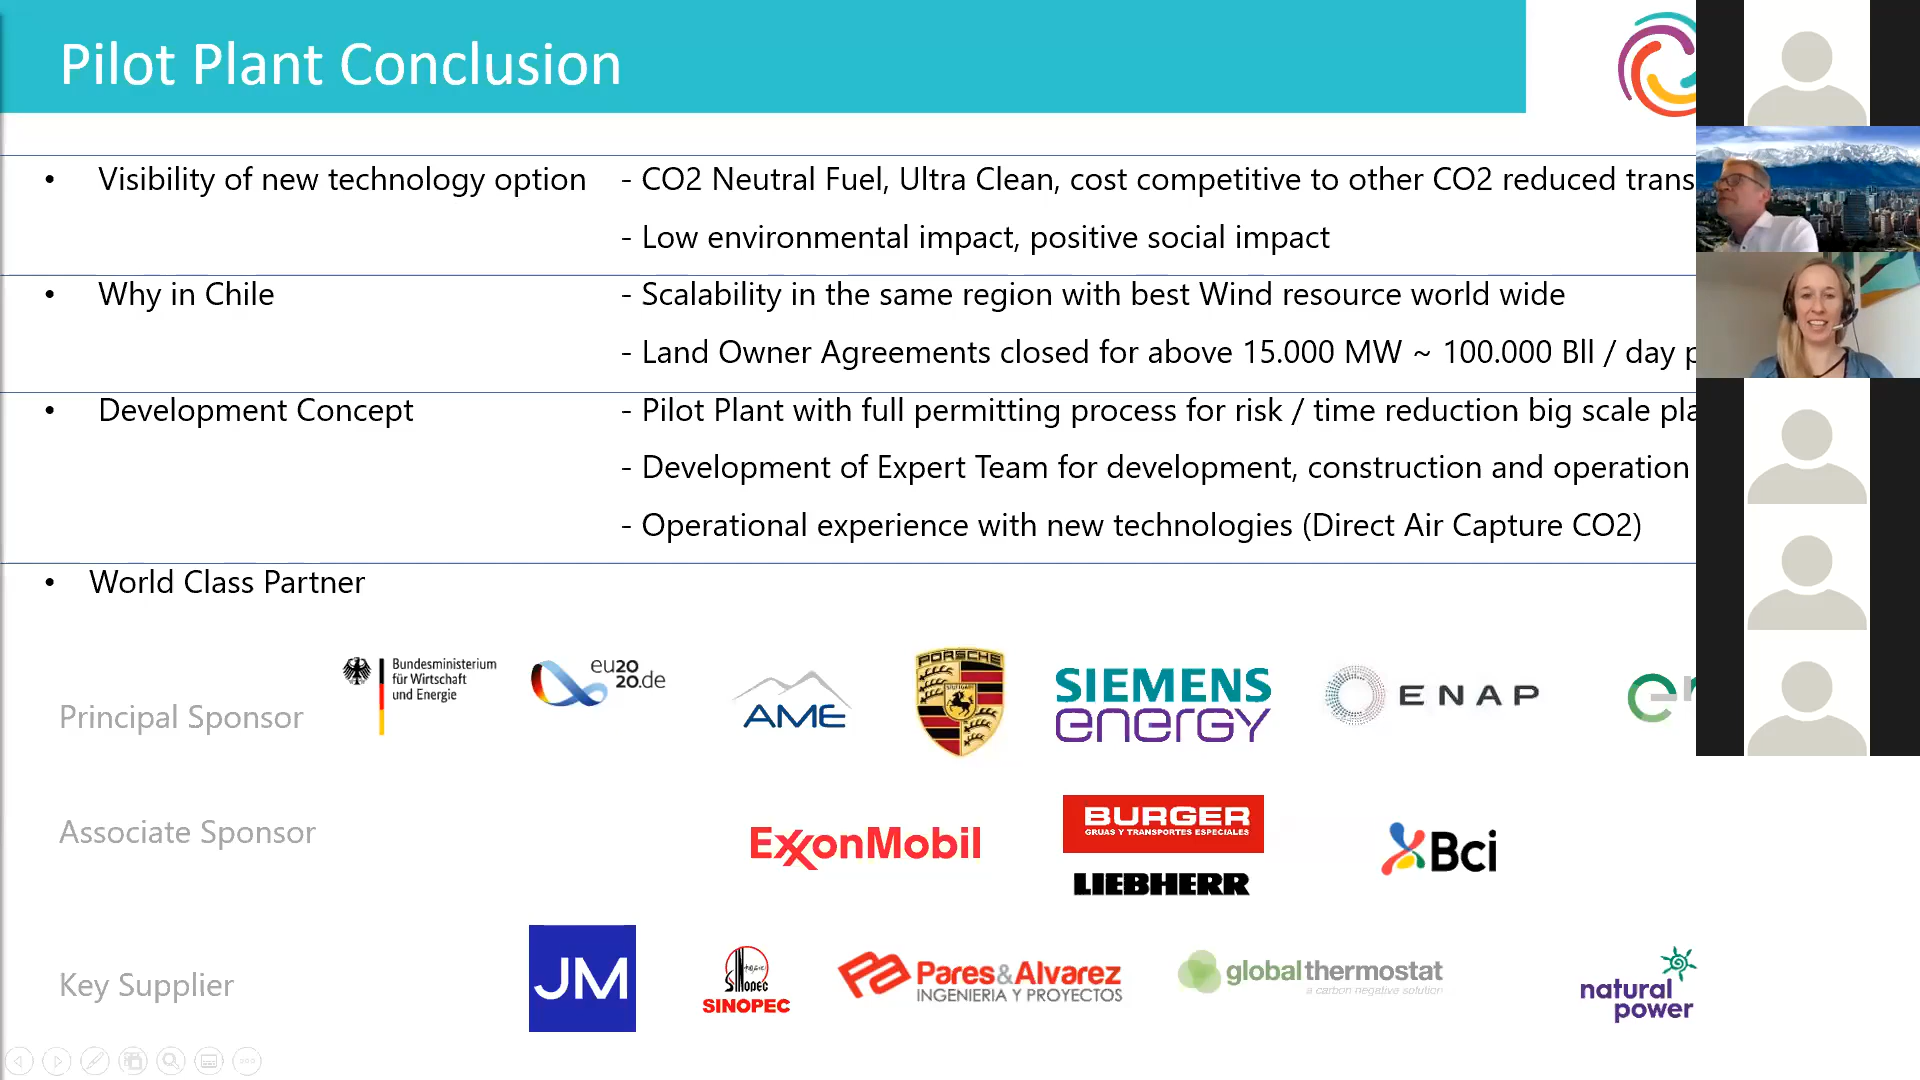 Pilot Plant Conclusion
• Visibility of new technology option - CO2 Neutral Fuel, Ultra Clean, cost competitive to other CO2 reduced trans
- Low environmental impact, positive social impact
• Why in Chile - Scalability in the same region with best Wind resource world wide
- Land Owner Agreements closed for above 15.000 MW ~ 100.000 Bll / day p
• Development Concept - Pilot Plant with full permitting process for risk / time reduction big scale pla
- Development of Expert Team for development, construction and operation
- Operational experience with new technologies (Direct Air Capture CO2)
• World Class Partner
Principal Sponsor
Bundesministerium
für Wirtschaft
und Energie
eu20
20.de
AME
PORSCHE
STUTTGART
SIEMENS
energy
ENAP
Associate Sponsor
ExxonMobil
BURGER
GRUAS Y TRANSPORTES ESPECIALES
LIEBHERR
Bci
Key Supplier
JM
SINOPEC
SINOPEC
Pares&Alvarez
INGENIERIA Y PROYECTOS
globalthermostat
a carbon negative solution
natural
power